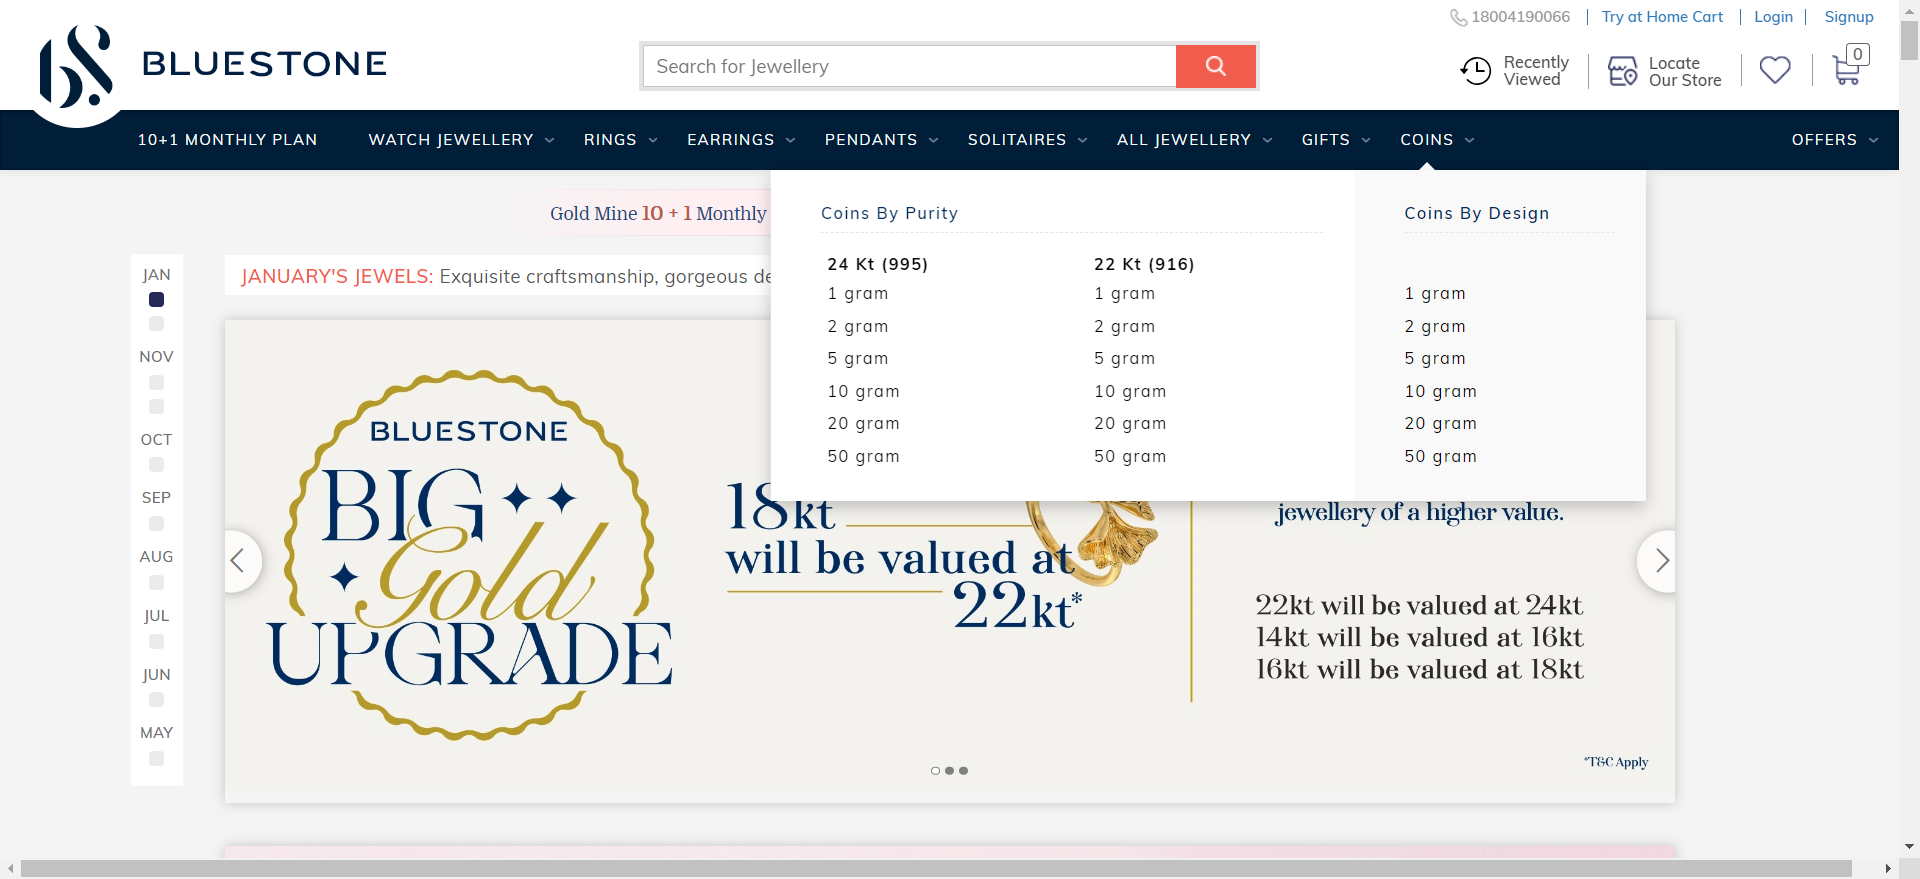 18004190066
Try at Home Cart
Login
Signup
BLUESTONE
Search for Jewellery
Recently
Viewed
Locate
Our Store
0
10+1 MONTHLY PLAN
WATCH JEWELLERY
RINGS
EARRINGS
PENDANTS
SOLITAIRES
ALL JEWELLERY
GIFTS
COINS
OFFERS
Gold Mine 10 + 1 Monthly
Coins By Purity
Coins By Design
24 Kt (995)
1 gram
2 gram
5 gram
10 gram
20 gram
50 gram
22 Kt (916)
1 gram
2 gram
5 gram
10 gram
20 gram
50 gram
1 gram
2 gram
5 gram
10 gram
20 gram
50 gram
JAN
NOV
OCT
SEP
AUG
JUL
JUN
MAY
JANUARY'S JEWELS: Exquisite craftsmanship, gorgeous
BLUESTONE
BIG
Gold
UPGRADE
18kt
will be valued at
22kt*
jewellery of a higher value.
22kt will be valued at 24kt
14kt will be valued at 16kt
16kt will be valued at 18kt
*T&C Apply